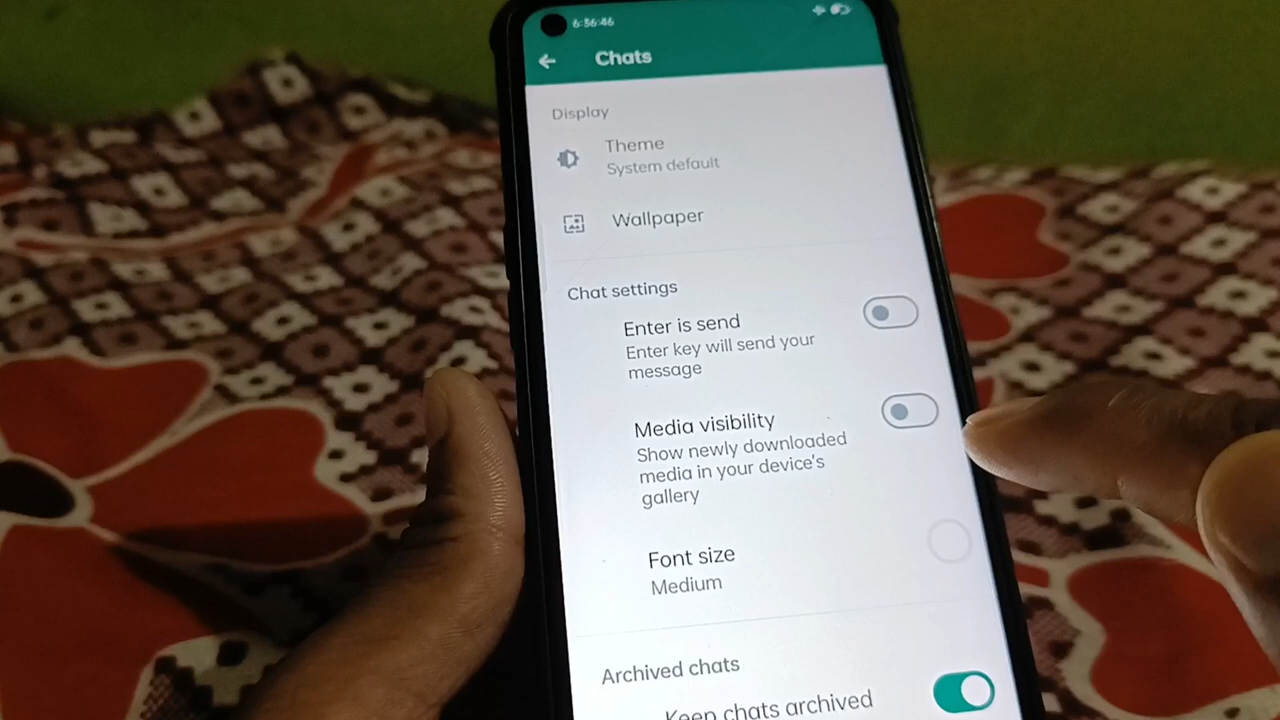 6:56:46
Chats
Display
Theme
System default
Wallpaper
Chat settings
Enter is send
Enter key will send your
message
Media visibility
Show newly downloaded
media in your device's
gallery
Font size
Medium
Archived chats
Keep chats archived